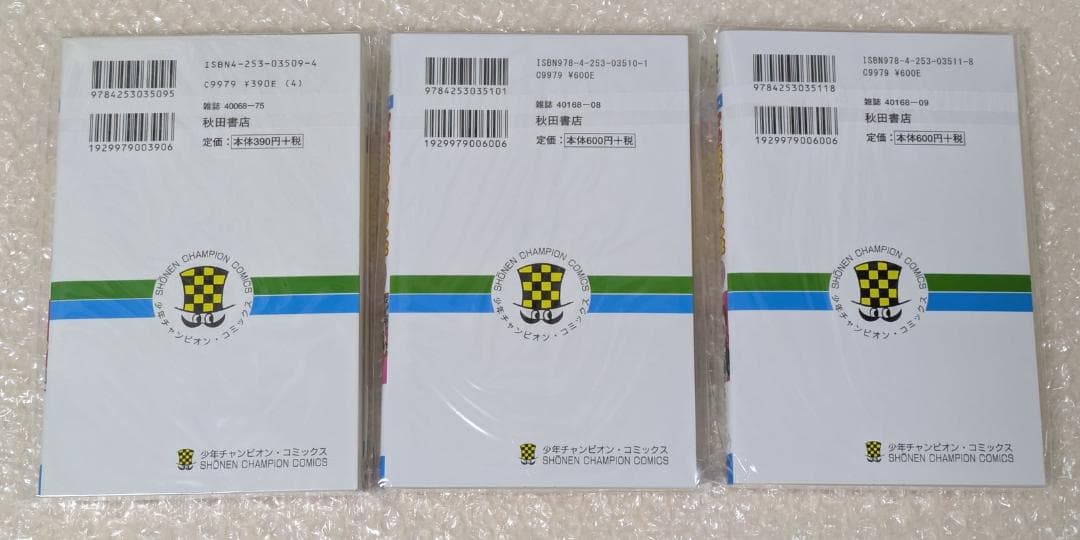 ISBN4-253-03509-4
C9979 ¥390E (4)
9784253035095
雑誌 40068-75
秋田書店
定価：本体390円+税
1929979003906
SHŌNEN CHAMPION COMICS
少年チャンピオン・コミックス
少年チャンピオン・コミックス
SHŌNEN CHAMPION COMICS
ISBN978-4-253-03510-1
C9979 ¥600E
9784253035101
雑誌 40168-08
秋田書店
定価：本体600円+税
1929979006006
SHŌNEN CHAMPION COMICS
少年チャンピオン・コミックス
少年チャンピオン・コミックス
SHŌNEN CHAMPION COMICS
ISBN978-4-253-03511-8
C9979 ¥600E
9784253035118
雑誌 40168-09
秋田書店
定価：本体600円+税
1929979006006
SHŌNEN CHAMPION COMICS
少年チャンピオン・コミックス
少年チャンピオン・コミックス
SHŌNEN CHAMPION COMICS